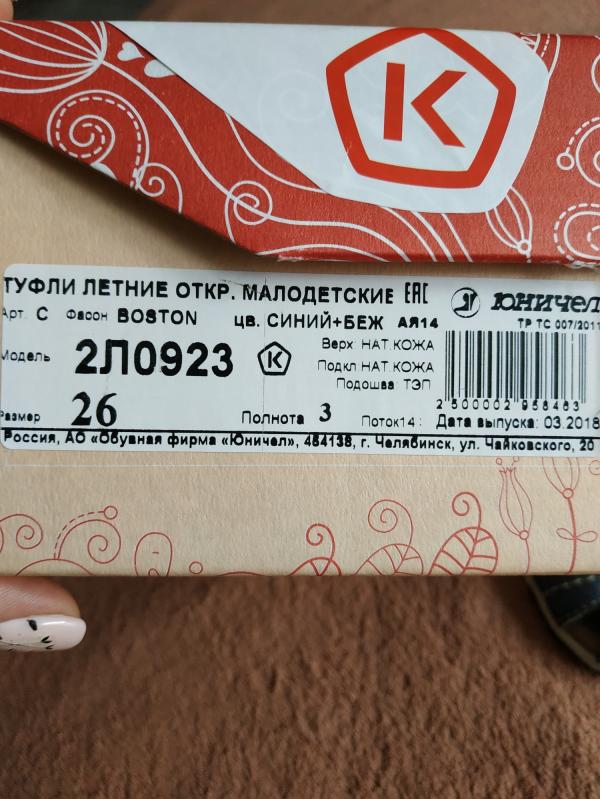 K
ТУФЛИ ЛЕТНИЕ ОТКР. МАЛОДЕТСКИЕ ЕАС ЮНИЧЕЛ
Арт. С Фасон BOSTON цв. СИНИЙ+БЕЖ АЯ14 ТР ТС 007/2011
Модель 2Л0923 K Верх: НАТ.КОЖА
Подкл: НАТ.КОЖА
Подошва: ТЭП
2 500002 958483
Размер 26 Полнота 3 Поток14: Дата выпуска: 03.2018
Россия, АО «Обувная фирма «Юничел», 454138, г. Челябинск, ул. Чайковского, 20